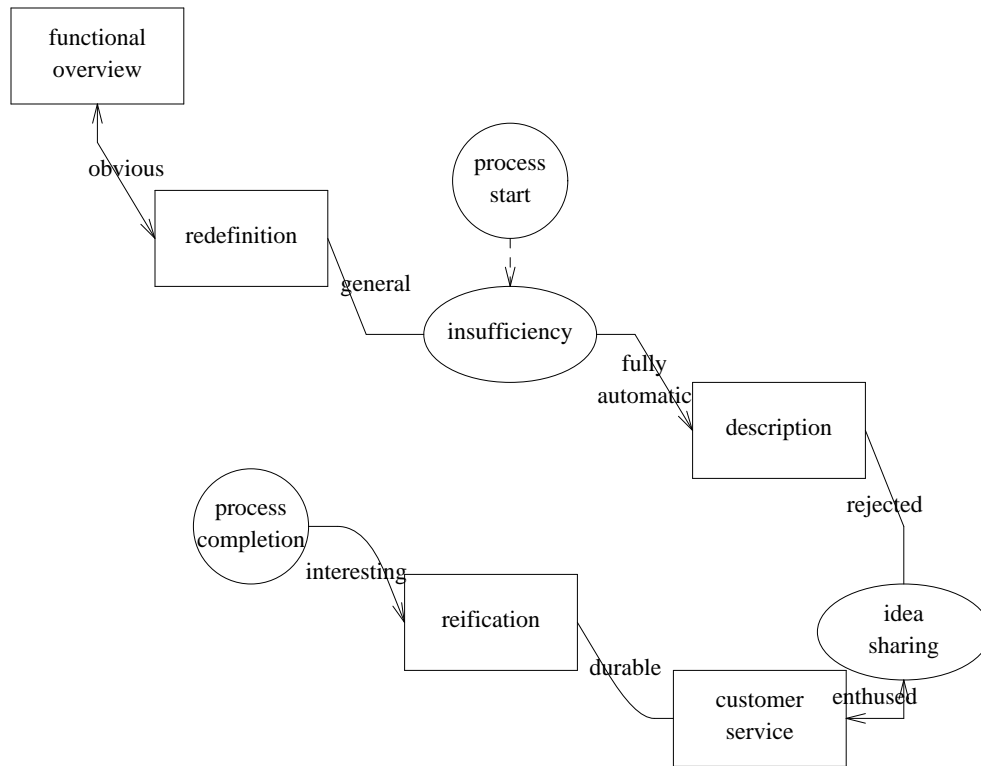 functional
overview
obvious
process
start
redefinition
general
insufficiency
fully
automatic
description
process
completion
rejected
interesting
reification
idea
sharing
durable
customer
service
enthused